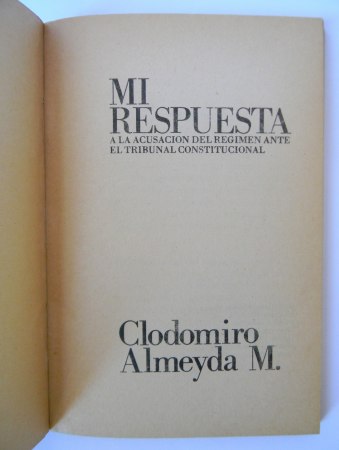 MI
RESPUESTA
A LA ACUSACION DEL REGIMEN ANTE
EL TRIBUNAL CONSTITUCIONAL
Clodomiro
Almeyda M.